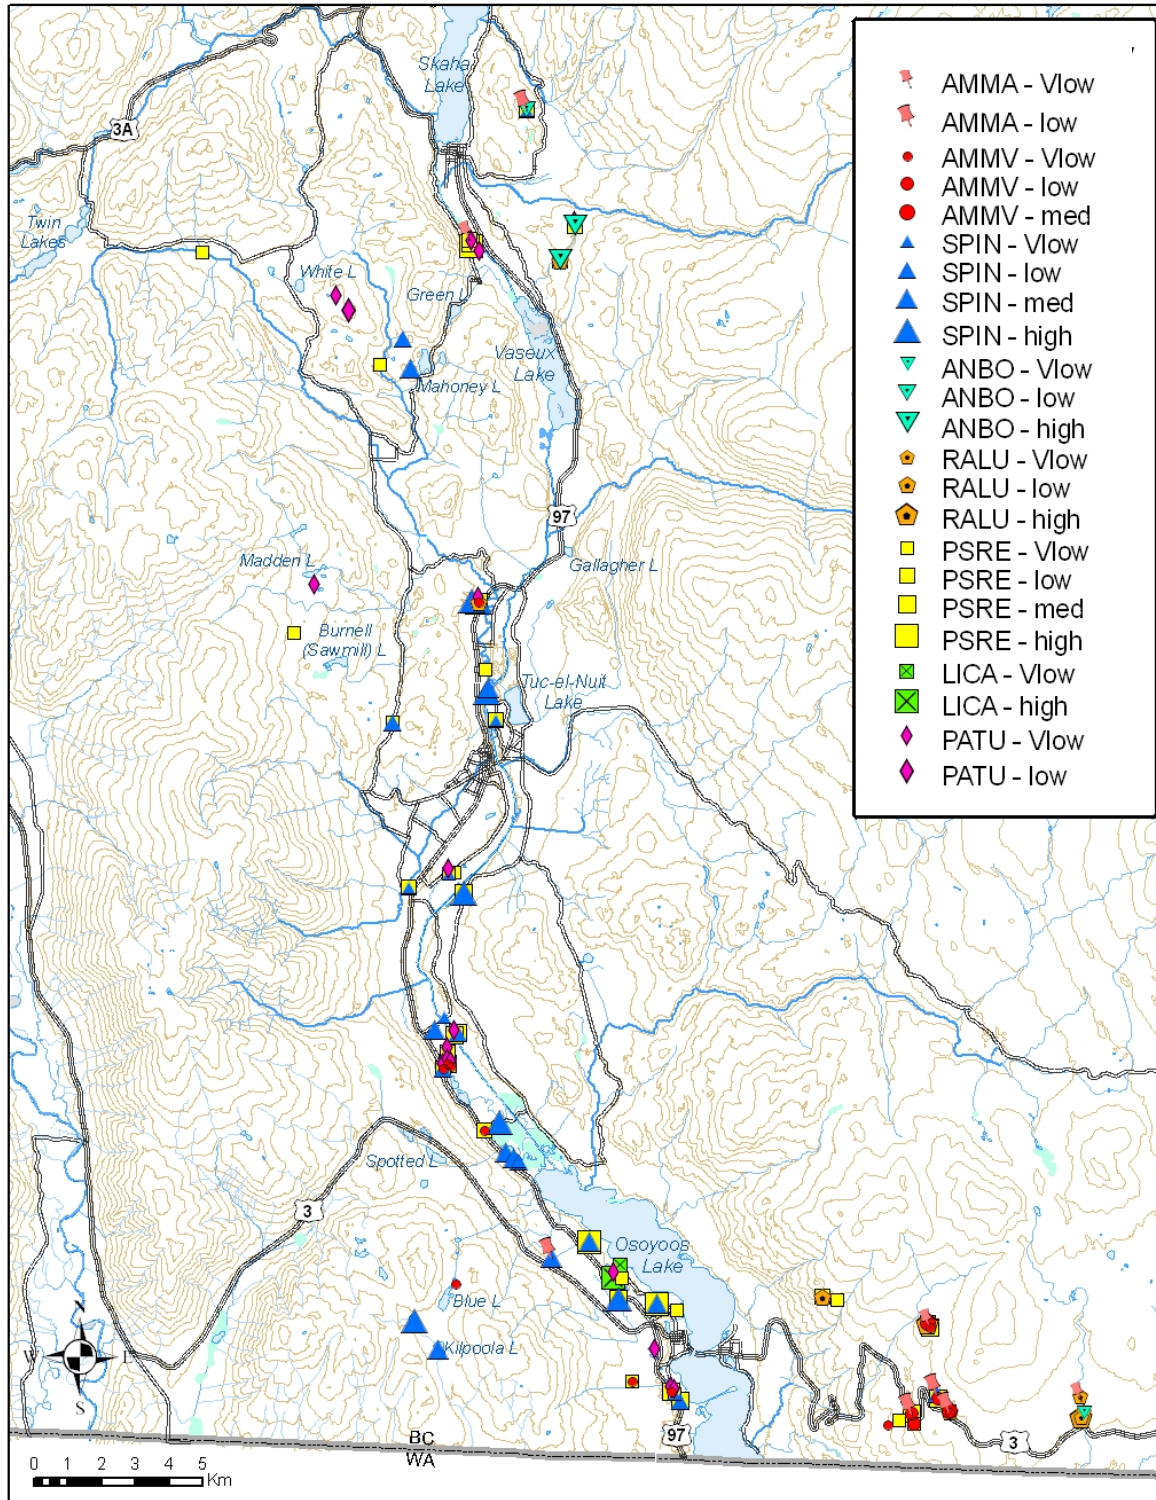 Skaha
Lake
3A
Twin
Lakes
White L
Green L
Vaseux
Lake
Mahoney L
97
Gallagher L
Madden L
Burnell
(Sawmill) L
Tuc-el-Nuit
Lake
Spotted L
3
Osoyoos
Lake
Blue L
Kilpoola L
N
W
E
S
BC
WA
97
3
0 1 2 3 4 5
Km
AMMA - Vlow
AMMA - low
AMMV - Vlow
AMMV - low
AMMV - med
SPIN - Vlow
SPIN - low
SPIN - med
SPIN - high
ANBO - Vlow
ANBO - low
ANBO - high
RALU - Vlow
RALU - low
RALU - high
PSRE - Vlow
PSRE - low
PSRE - med
PSRE - high
LICA - Vlow
LICA - high
PATU - Vlow
PATU - low